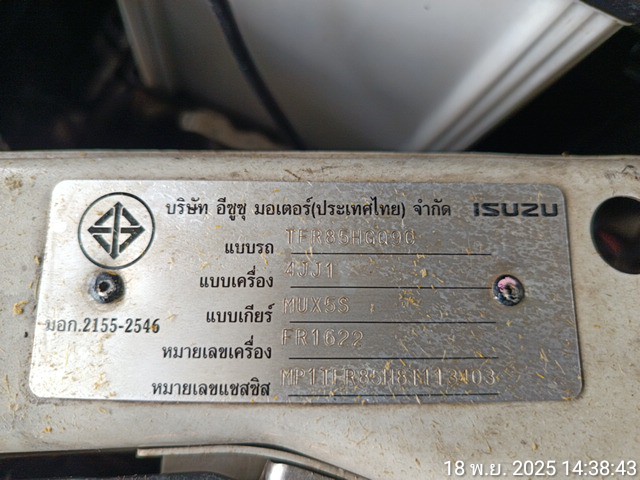 บริษัท อีซูซุ มอเตอร์(ประเทศไทย) จำกัด ISUZU
แบบรถ TFR85HGQ9Q
แบบเครื่อง 4JJ1
แบบเกียร์ MUX5S
มอก.2155-2546
หมายเลขเครื่อง FR1622
หมายเลขแชสซิส
18 พ.ย. 2025 14:38:43